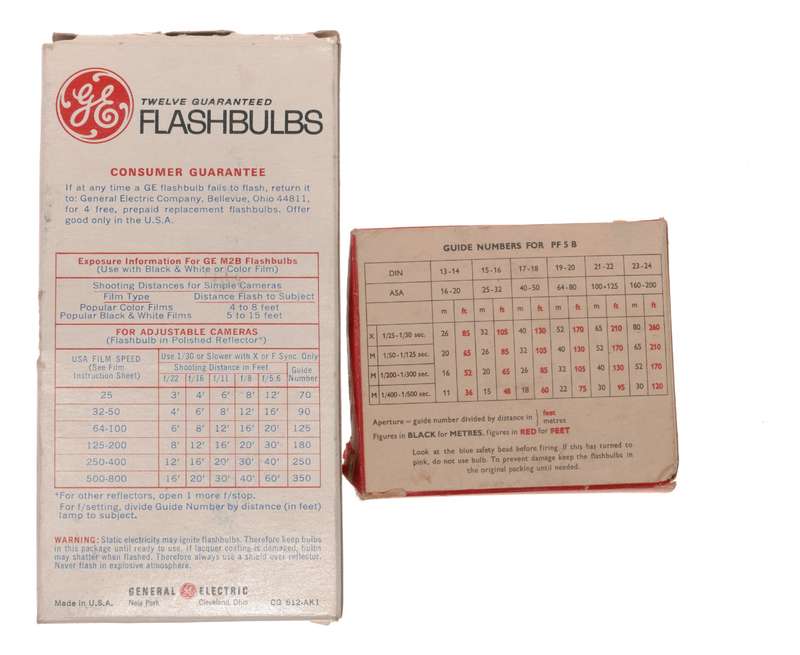 GE
TWELVE GUARANTEED
FLASHBULBS
CONSUMER GUARANTEE
If at any time a GE flashbulb fails to flash, return it
to: General Electric Company, Bellevue, Ohio 44811,
for 4 free, prepaid replacement flashbulbs. Offer
good only in the U.S.A.
Exposure Information For GE M2B Flashbulbs
(Use with Black & White or Color Film)
Shooting Distances for Simple Cameras
Film Type Distance Flash to Subject
Popular Color Films 4 to 8 feet
Popular Black & White Films 5 to 15 feet
FOR ADJUSTABLE CAMERAS
(Flashbulb in Polished Reflector*)
USA FILM SPEED
(See Film
Instruction Sheet)
Use 1/30 or Slower with X or F Sync. Only
Shooting Distance in Feet
Guide
Number
f/22 f/16 f/11 f/8 f/5.6
25 3' 4' 6' 8' 12' 70
32-50 4' 6' 8' 12' 16' 90
64-100 6' 8' 12' 16' 20' 125
125-200 8' 12' 16' 20' 30' 180
250-400 12' 16' 20' 30' 40' 250
500-800 16' 20' 30' 40' 60' 350
*For other reflectors, open 1 more f/stop.
For f/setting, divide Guide Number by distance (in feet)
lamp to subject.
WARNING: Static electricity may ignite flashbulbs. Therefore keep bulbs
in this package until ready to use. If lacquer coating is damaged, bulbs
may shatter when flashed. Therefore always use a shield over reflector.
Never flash in explosive atmosphere.
GENERAL GE ELECTRIC
Made in U.S.A. Nela Park Cleveland, Ohio CG 512-AK1
GUIDE NUMBERS FOR PF 5 B
DIN 13-14 15-16 17-18 19-20 21-22 23-24
ASA 16-20 25-32 40-50 64-80 100+125 160-200
m ft m ft m ft m ft m ft m ft
X 1/25-1/30 sec. 26 85 32 105 40 130 52 170 65 210 80 260
M 1/50-1/125 sec. 20 65 26 85 32 105 40 130 52 170 65 210
M 1/200-1/300 sec. 16 52 20 65 26 85 32 105 40 130 52 170
M 1/400-1/500 sec. 11 36 15 48 18 60 22 75 30 95 30 120
Aperture – guide number divided by distance in } feet
metres
Figures in BLACK for METRES, figures in RED for FEET
Look at the blue safety bead before firing. If this has turned to
pink, do not use bulb. To prevent damage keep the flashbulbs in
the original packing until needed.